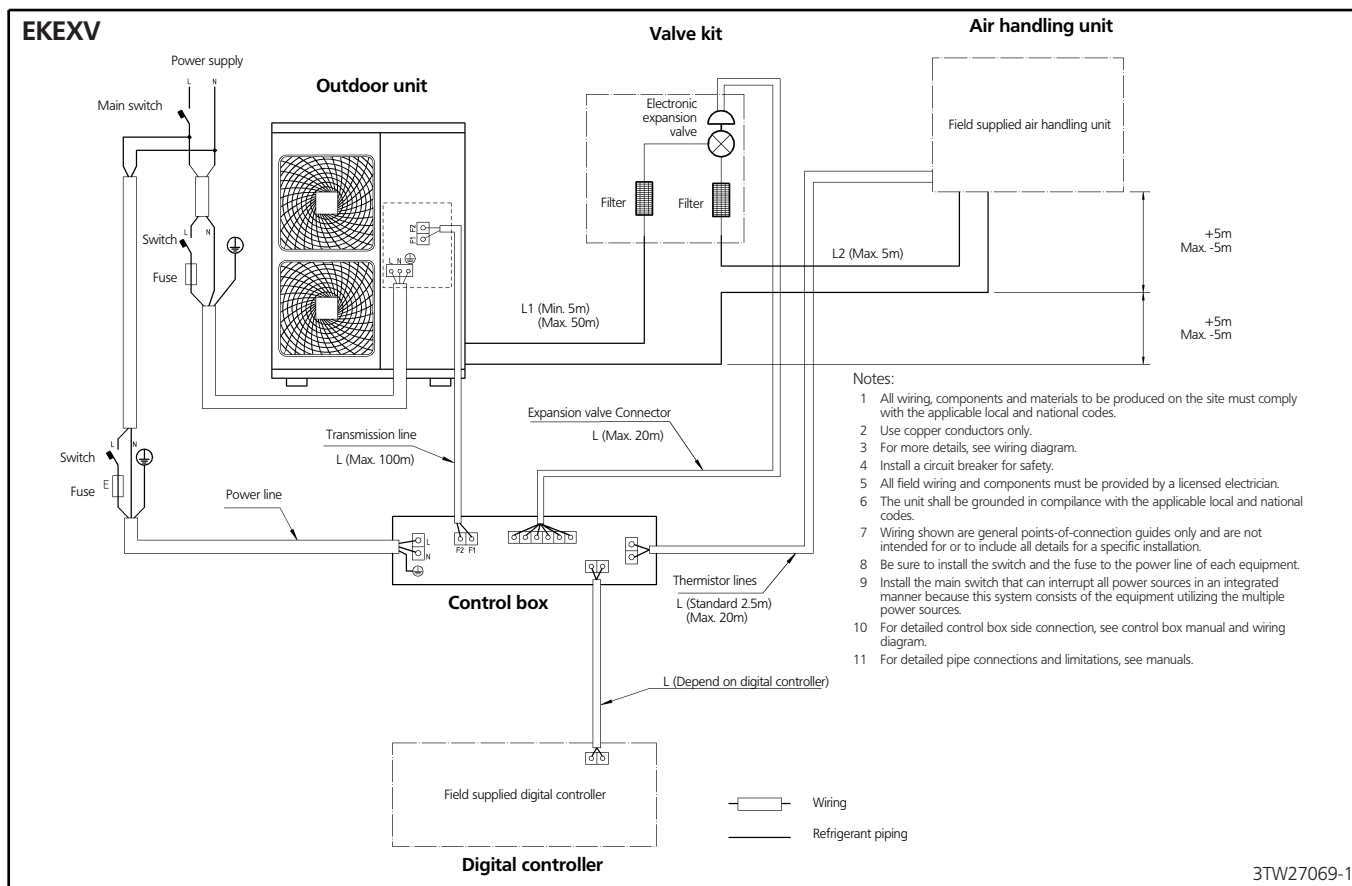 EKEXV
Valve kit
Air handling unit
Power supply
L
N
Outdoor unit
Main switch
Electronic
expansion
valve
Field supplied air handling unit
Filter
Filter
F2
F1
L
N
Switch
Fuse
L N
L2 (Max. 5m)
+5m
Max. -5m
L1 (Min. 5m)
(Max. 50m)
+5m
Max. -5m
Notes:
1 All wiring, components and materials to be produced on the site must comply
with the applicable local and national codes.
2 Use copper conductors only.
3 For more details, see wiring diagram.
4 Install a circuit breaker for safety.
5 All field wiring and components must be provided by a licensed electrician.
6 The unit shall be grounded in compilance with the applicable local and national
codes.
7 Wiring shown are general points-of-connection guides only and are not
intended for or to include all details for a specific installation.
8 Be sure to install the switch and the fuse to the power line of each equipment.
9 Install the main switch that can interrupt all power sources in an integrated
manner because this system consists of the equipment utilizing the multiple
power sources.
10 For detailed control box side connection, see control box manual and wiring
diagram.
11 For detailed pipe connections and limitations, see manuals.
Expansion valve Connector
L (Max. 20m)
Transmission line
L (Max. 100m)
L
N
Switch
Fuse
E
Power line
L
N
F2 F1
Control box
Thermistor lines
L (Standard 2.5m)
(Max. 20m)
L (Depend on digital controller)
Field supplied digital controller
Digital controller
Wiring
Refrigerant piping
3TW27069-1